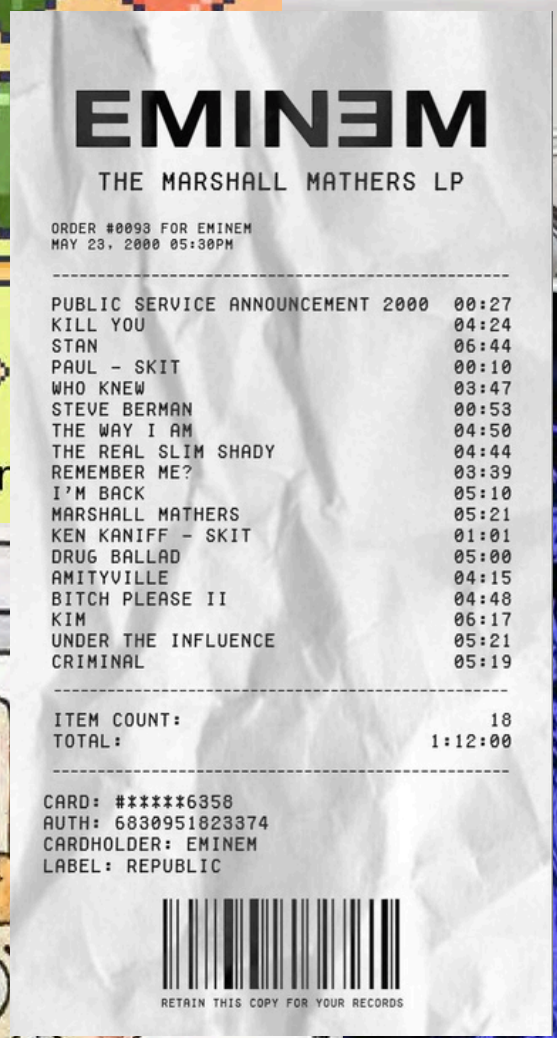 EMINƎM
THE MARSHALL MATHERS LP
ORDER #0093 FOR EMINEM
MAY 23, 2000 05:30PM
PUBLIC SERVICE ANNOUNCEMENT 2000 00:27
KILL YOU 04:24
STAN 06:44
PAUL - SKIT 00:10
WHO KNEW 03:47
STEVE BERMAN 00:53
THE WAY I AM 04:50
THE REAL SLIM SHADY 04:44
REMEMBER ME? 03:39
I'M BACK 05:10
MARSHALL MATHERS 05:21
KEN KANIFF - SKIT 01:01
DRUG BALLAD 05:00
AMITYVILLE 04:15
BITCH PLEASE II 04:48
KIM 06:17
UNDER THE INFLUENCE 05:21
CRIMINAL 05:19
ITEM COUNT: 18
TOTAL: 1:12:00
CARD: #*****6358
AUTH: 6830951823374
CARDHOLDER: EMINEM
LABEL: REPUBLIC
RETAIN THIS COPY FOR YOUR RECORDS